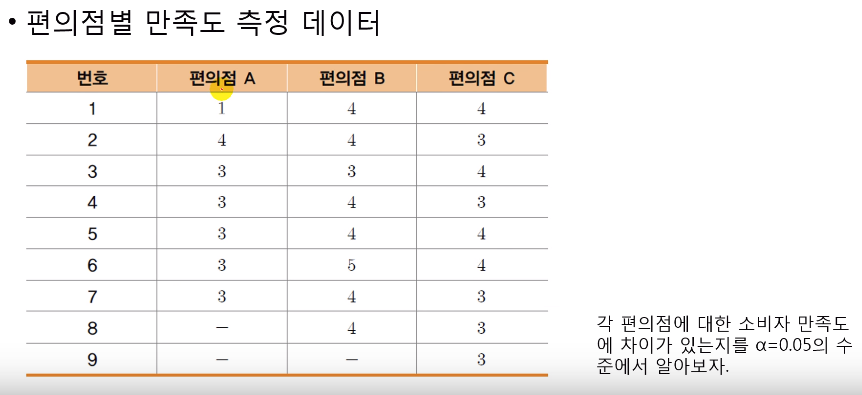 • 편의점별 만족도 측정 데이터
번호 편의점 A 편의점 B 편의점 C
1 1 4 4
2 4 4 3
3 3 3 4
4 3 4 3
5 3 4 4
6 3 5 4
7 3 4 3
8 – 4 3
9 – – 3
각 편의점에 대한 소비자 만족도
에 차이가 있는지를 α=0.05의 수
준에서 알아보자.